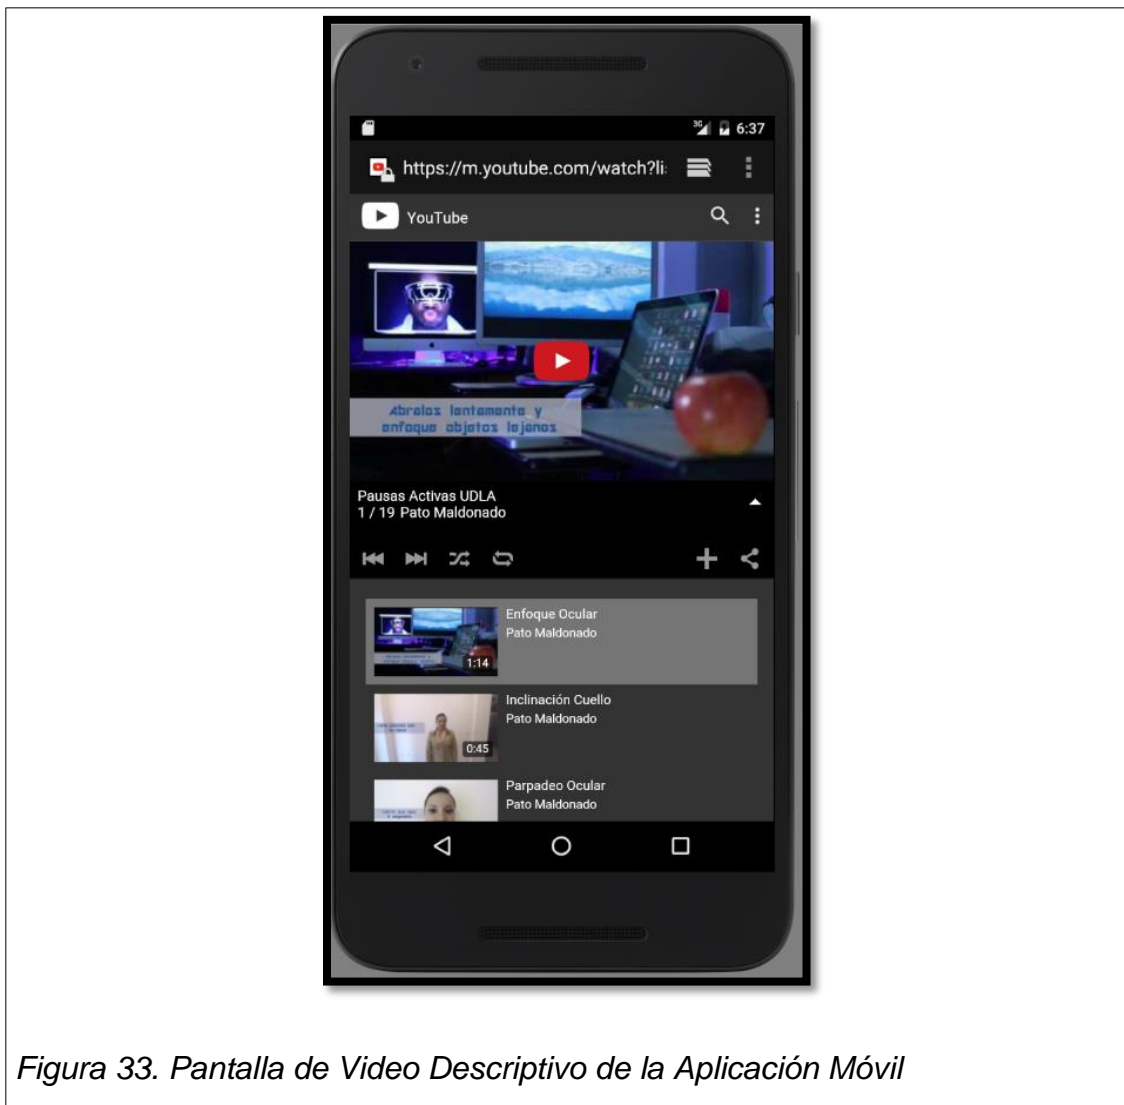 3G 6:37
https://m.youtube.com/watch?li
YouTube
Abralos lentamente y
enfoque objetos lejanos
Pausas Activas UDLA
1 / 19 Pato Maldonado
Enfoque Ocular
Pato Maldonado
1:14
Inclinación Cuello
Pato Maldonado
0:45
Parpadeo Ocular
Pato Maldonado
Figura 33. Pantalla de Video Descriptivo de la Aplicación Móvil